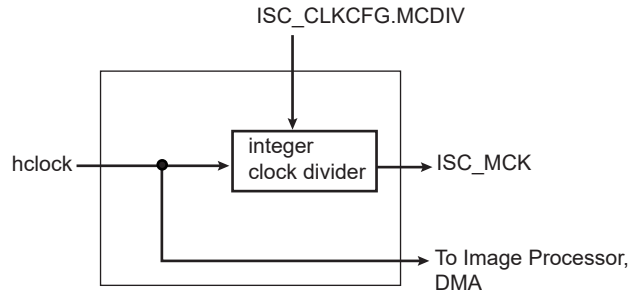 ISC_CLKCFG.MCDIV
integer
clock divider
hclock
ISC_MCK
To Image Processor,
DMA